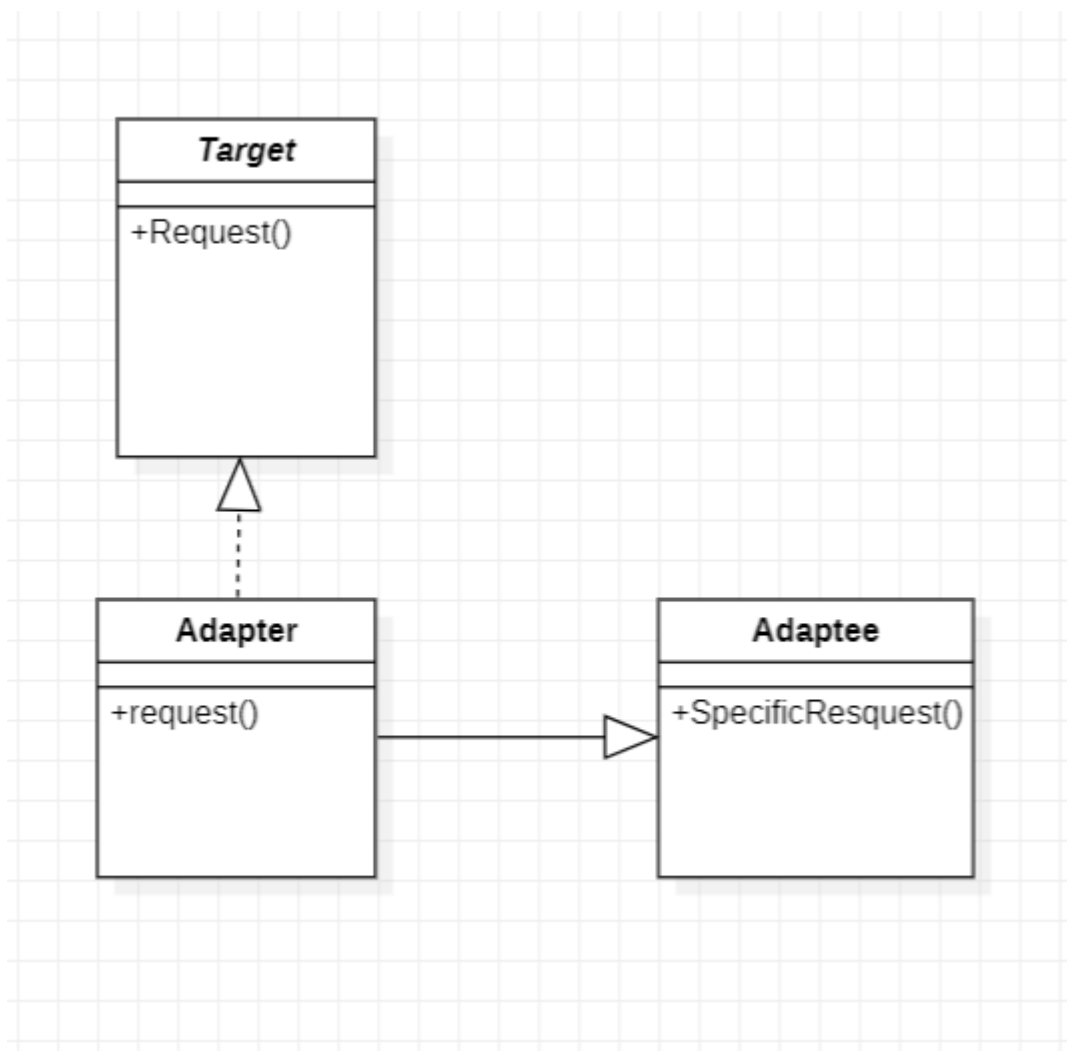 Target
+Request()
Adapter
+request()
Adaptee
+SpecificResquest()